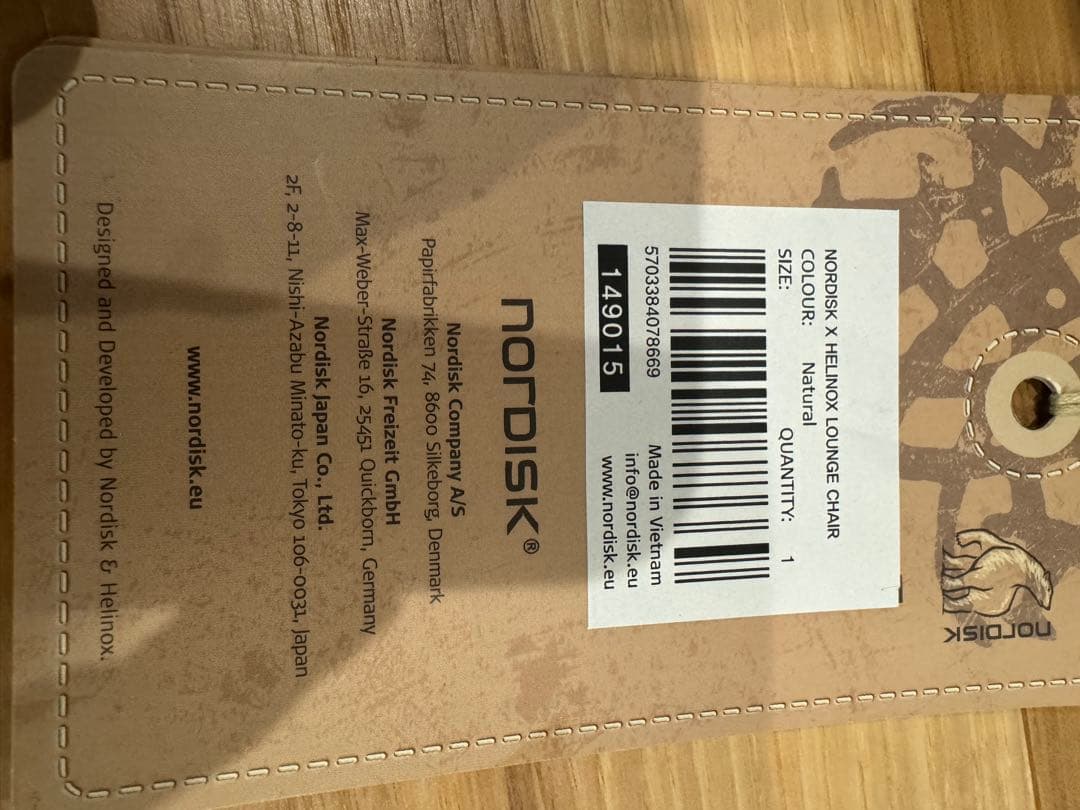 NORDISK
NORDISK X HELINOX LOUNGE CHAIR
COLOUR: Natural
SIZE: QUANTITY: 1
5703384078669 Made in Vietnam
149015 info@nordisk.eu
www.nordisk.eu
NORDISK®
Nordisk Company A/S
Papirfabrikken 74, 8600 Silkeborg, Denmark
Nordisk Freizeit GmbH
Max-Weber-Straße 16, 25451 Quickborn, Germany
Nordisk Japan Co., Ltd.
2F, 2-8-11, Nishi-Azabu Minato-ku, Tokyo 106-0031, Japan
www.nordisk.eu
Designed and Developed by Nordisk & Helinox.